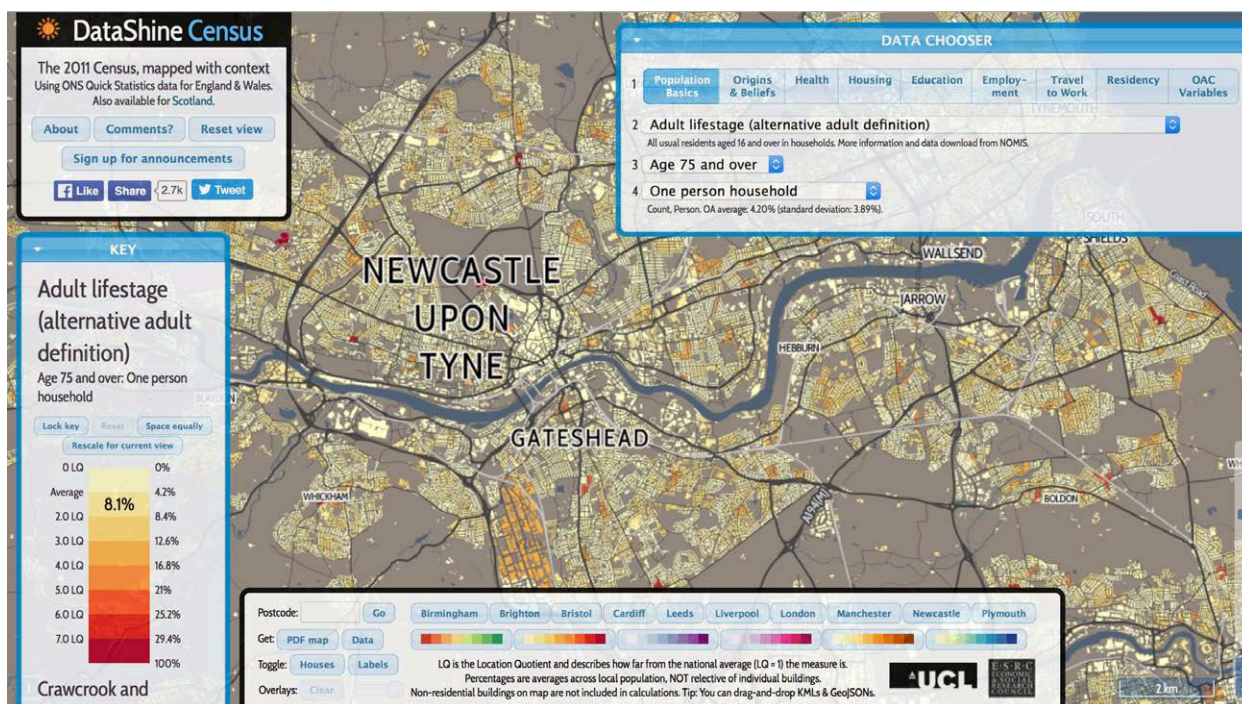 DataShine Census
The 2011 Census, mapped with context
Using ONS Quick Statistics data for England & Wales.
Also available for Scotland.
About
Comments?
Reset view
Sign up for announcements
Like
Share
2.7k
Tweet
DATA CHOOSER
1
Population Basics
Origins & Beliefs
Health
Housing
Education
Employ-ment
Travel to Work
Residency
OAC Variables
TYNEMOUTH
2 Adult lifestage (alternative adult definition)
All usual residents aged 16 and over in households. More information and data download from NOMIS.
3 Age 75 and over
4 One person household
Count, Person. OA average: 4.20% (standard deviation: 3.89%).
KEY
Adult lifestage
(alternative adult
definition)
Age 75 and over: One person
household
Lock key
Reset
Space equally
Rescale for current view
0 LQ 0%
Average 4.2%
8.1%
2.0 LQ 8.4%
3.0 LQ 12.6%
4.0 LQ 16.8%
5.0 LQ 21%
6.0 LQ 25.2%
7.0 LQ 29.4%
100%
Crawcrook and
NEWCASTLE
UPON
TYNE
GATESHEAD
WALLSEND
SOUTH
SHIELDS
Coast Road
JARROW
HEBBURN
WHICKHAM
BOLDON
A194(M)
WH
Postcode:
Go
Birmingham
Brighton
Bristol
Cardiff
Leeds
Liverpool
London
Manchester
Newcastle
Plymouth
Get:
PDF map
Data
Toggle:
Houses
Labels
Overlays:
Clear
LQ is the Location Quotient and describes how far from the national average (LQ = 1) the measure is.
Percentages are averages across local population, NOT relective of individual buildings.
Non-residential buildings on map are not included in calculations. Tip: You can drag-and-drop KMLs & GeoJSONs.
UCL
E·S·R·C
ECONOMIC
& SOCIAL
RESEARCH
COUNCIL
2 km